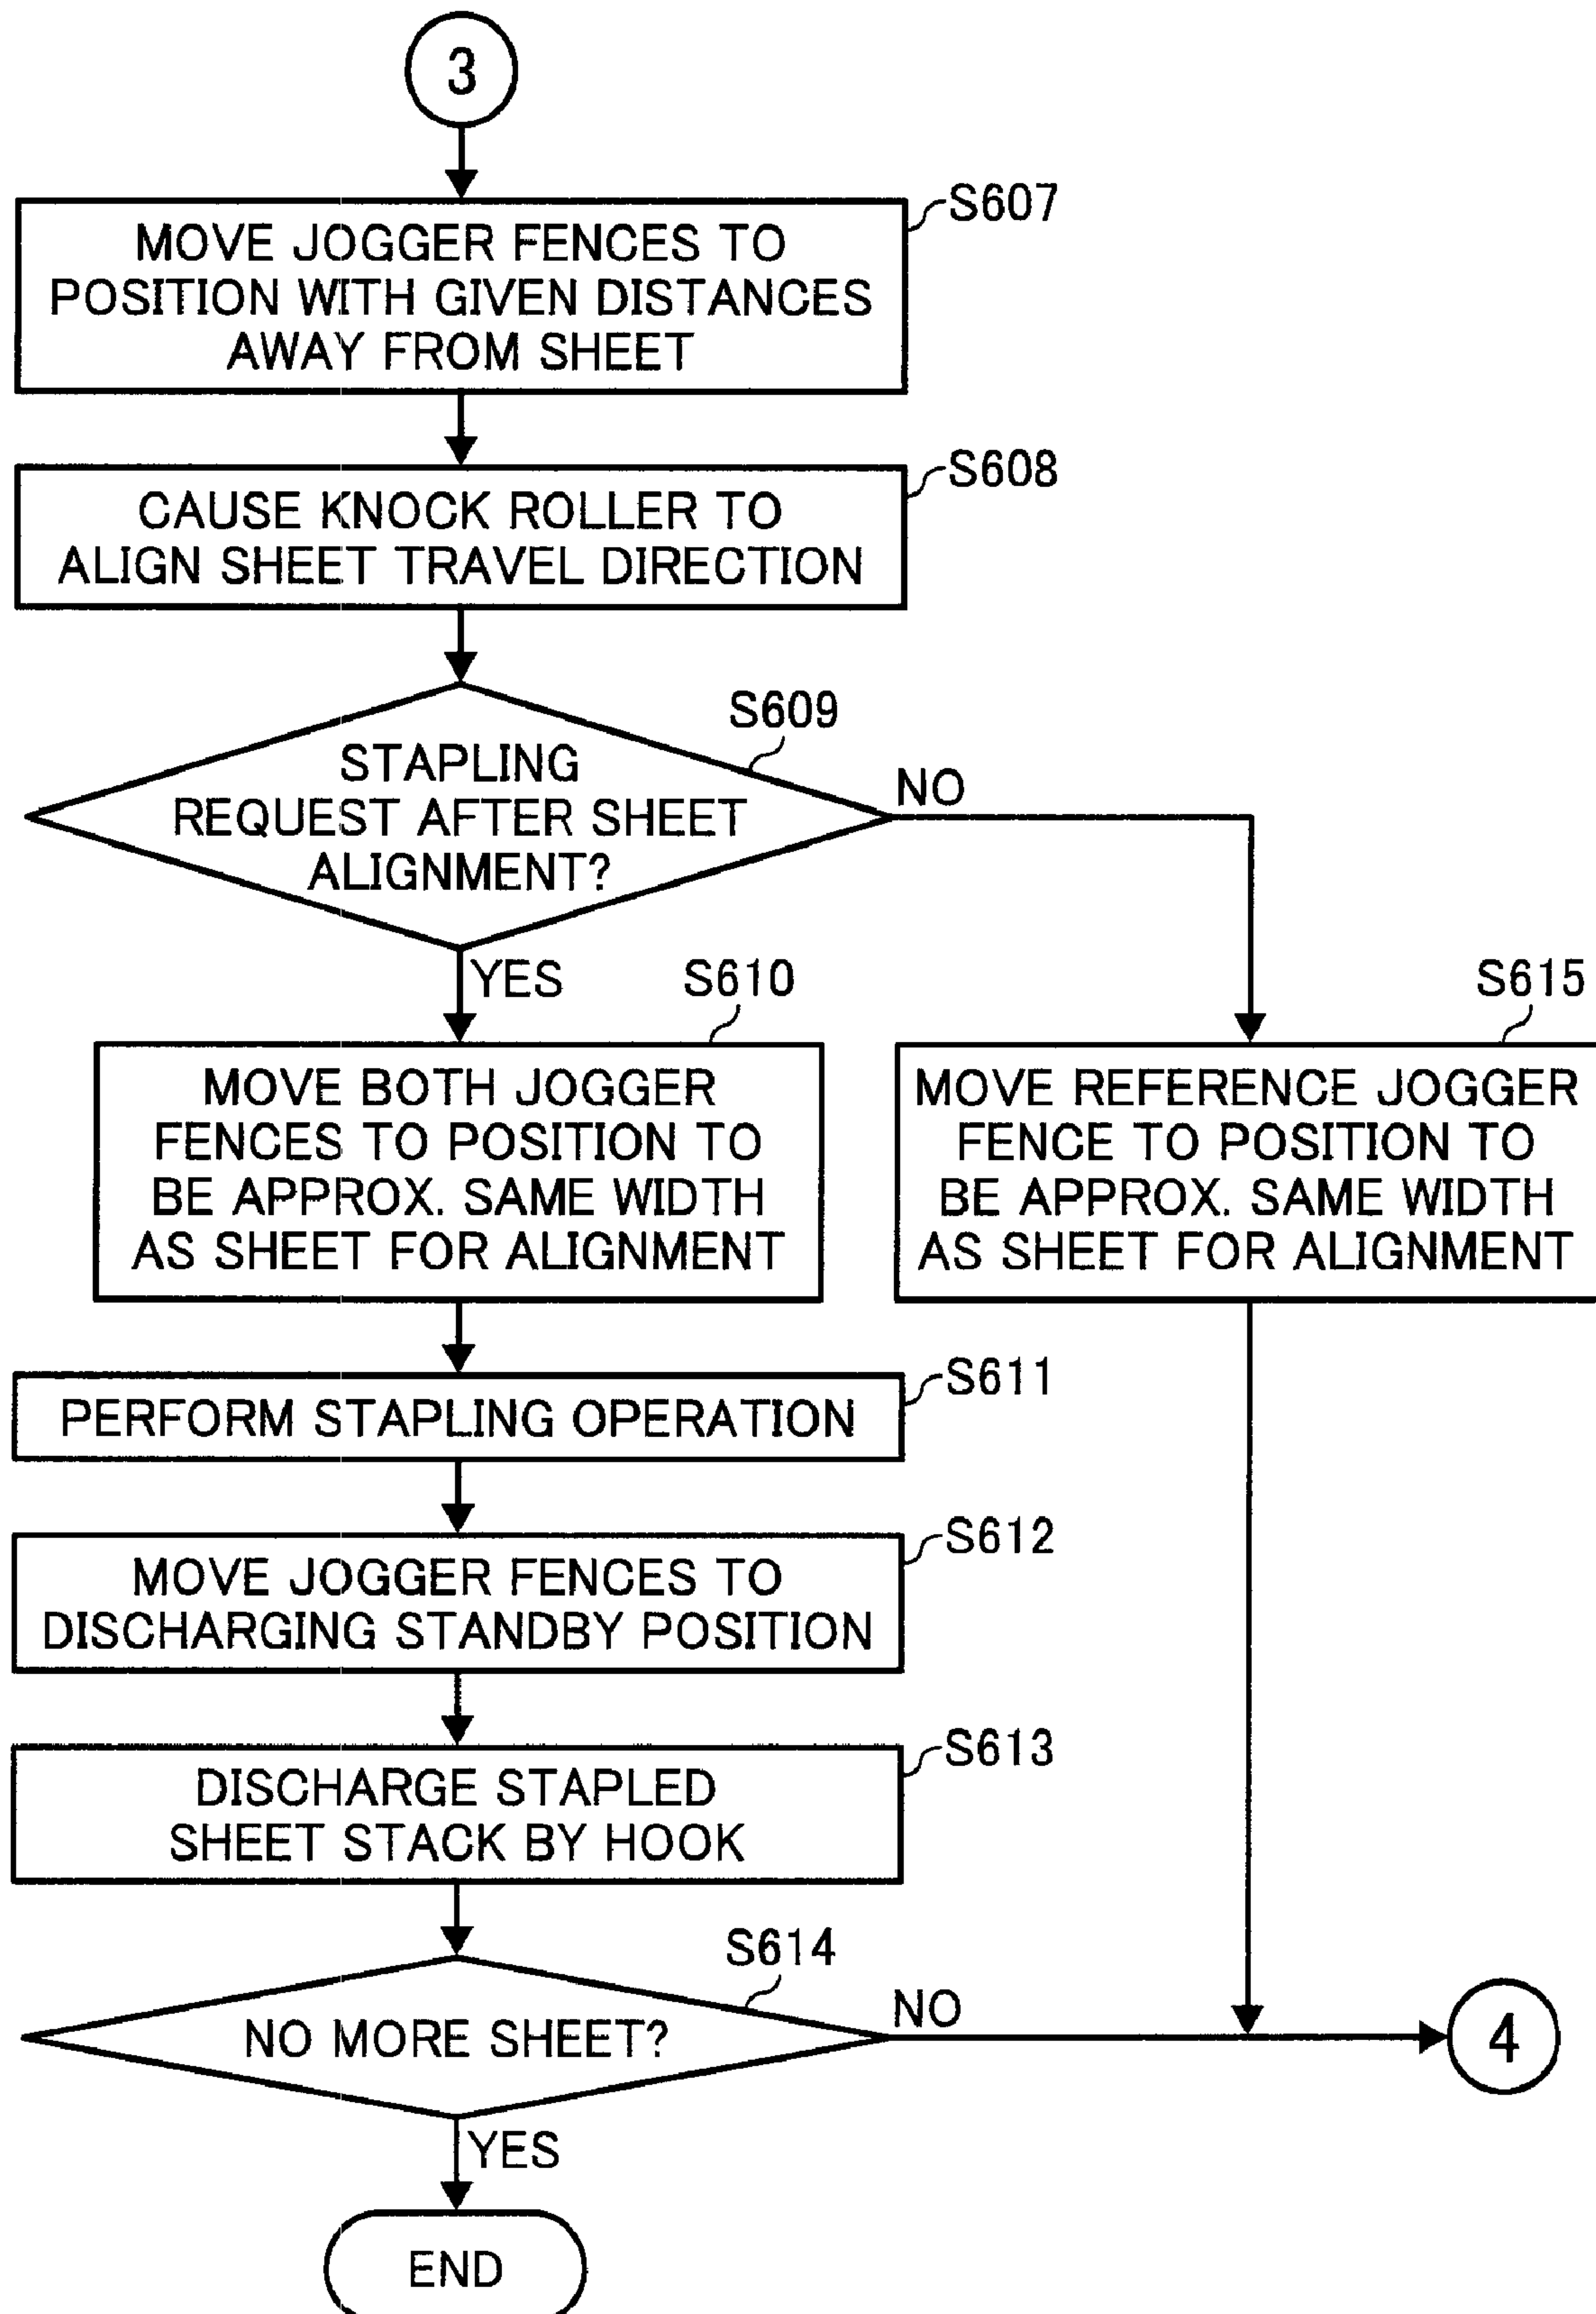 3
S607
MOVE JOGGER FENCES TO
POSITION WITH GIVEN DISTANCES
AWAY FROM SHEET
S608
CAUSE KNOCK ROLLER TO
ALIGN SHEET TRAVEL DIRECTION
S609
STAPLING
REQUEST AFTER SHEET
ALIGNMENT?
NO
YES
S610
MOVE BOTH JOGGER
FENCES TO POSITION TO
BE APPROX. SAME WIDTH
AS SHEET FOR ALIGNMENT
S615
MOVE REFERENCE JOGGER
FENCE TO POSITION TO
BE APPROX. SAME WIDTH
AS SHEET FOR ALIGNMENT
S611
PERFORM STAPLING OPERATION
S612
MOVE JOGGER FENCES TO
DISCHARGING STANDBY POSITION
S613
DISCHARGE STAPLED
SHEET STACK BY HOOK
S614
NO MORE SHEET?
NO
4
YES
END